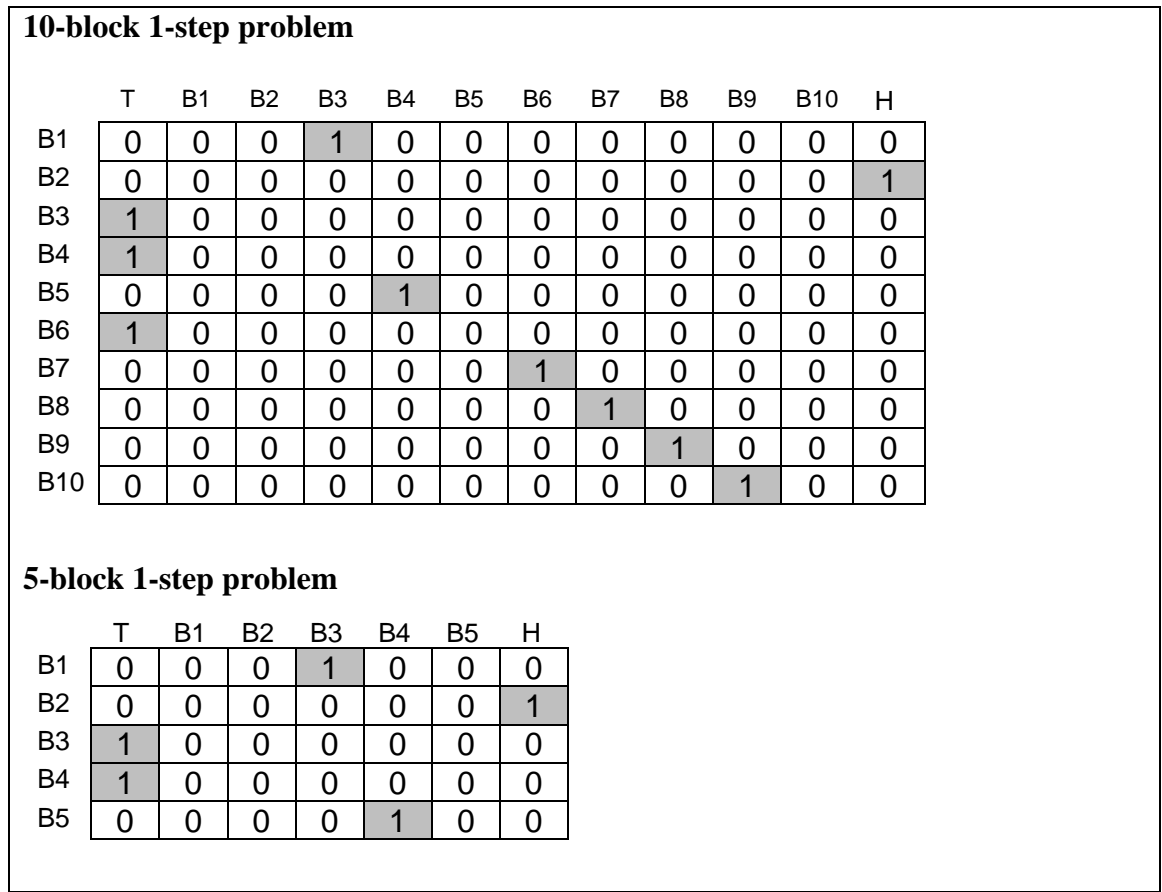 10-block 1-step problem
T B1 B2 B3 B4 B5 B6 B7 B8 B9 B10 H
B1 0 0 0 1 0 0 0 0 0 0 0 0
B2 0 0 0 0 0 0 0 0 0 0 0 1
B3 1 0 0 0 0 0 0 0 0 0 0 0
B4 1 0 0 0 0 0 0 0 0 0 0 0
B5 0 0 0 0 1 0 0 0 0 0 0 0
B6 1 0 0 0 0 0 0 0 0 0 0 0
B7 0 0 0 0 0 0 1 0 0 0 0 0
B8 0 0 0 0 0 0 0 1 0 0 0 0
B9 0 0 0 0 0 0 0 0 1 0 0 0
B10 0 0 0 0 0 0 0 0 0 1 0 0
5-block 1-step problem
T B1 B2 B3 B4 B5 H
B1 0 0 0 1 0 0 0
B2 0 0 0 0 0 0 1
B3 1 0 0 0 0 0 0
B4 1 0 0 0 0 0 0
B5 0 0 0 0 1 0 0